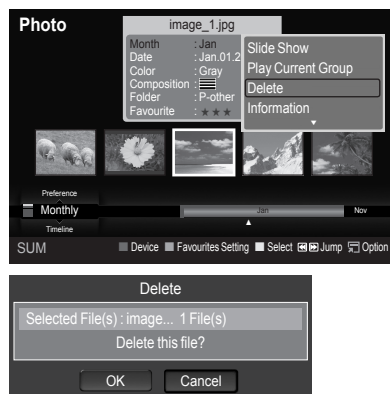 Photo
image_1.jpg
Month : Jan
Date : Jan.01.2
Color : Gray
Composition :
Folder : P-other
Favourite : ★ ★ ★
Slide Show
Play Current Group
Delete
Information
Preference
Monthly
Timeline
Jan
Nov
SUM Device Favourites Setting Select Jump Option
Delete
Selected File(s) : image... 1 File(s)
Delete this file?
OK Cancel